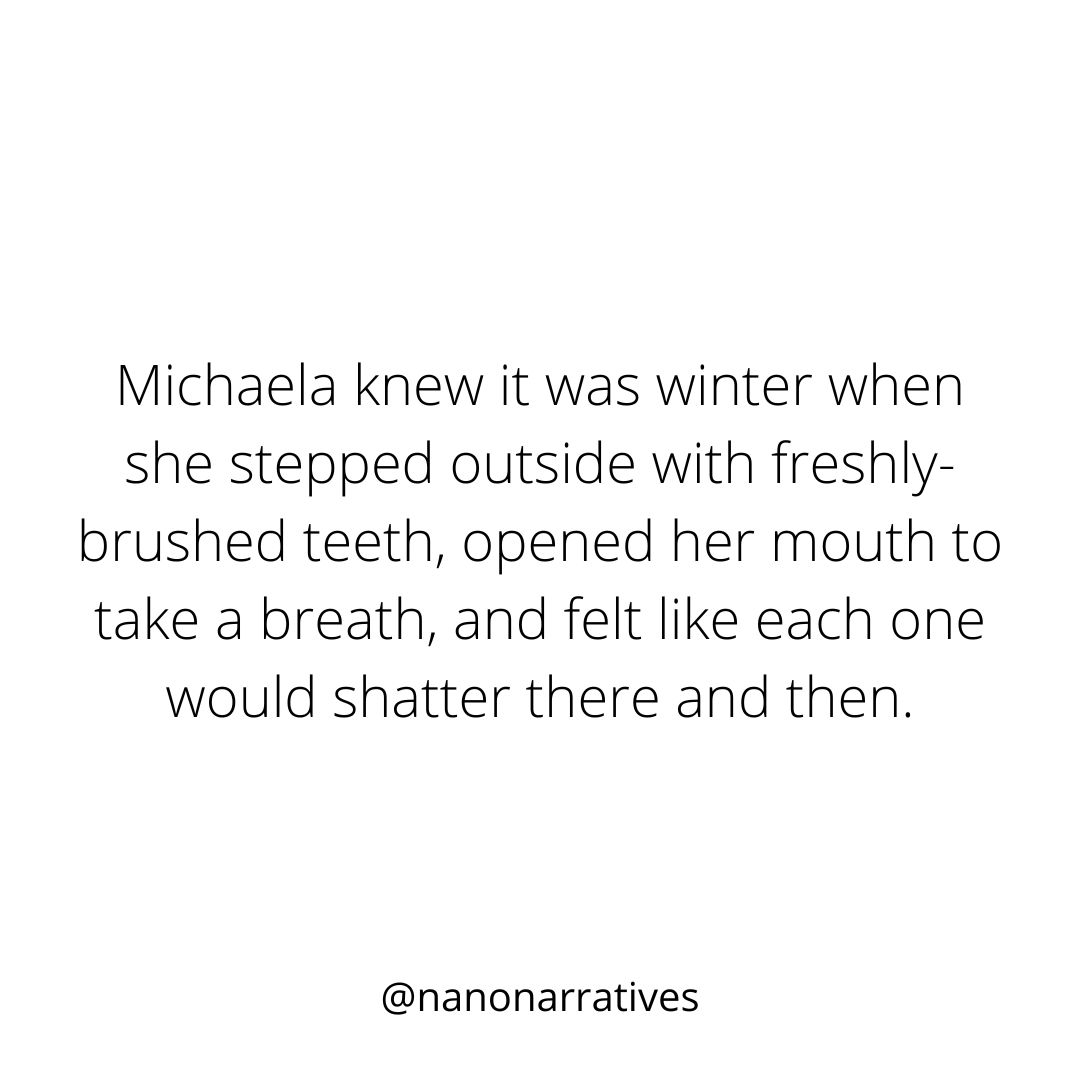 Michaela knew it was winter when
she stepped outside with freshly-
brushed teeth, opened her mouth to
take a breath, and felt like each one
would shatter there and then.
@nanonarratives